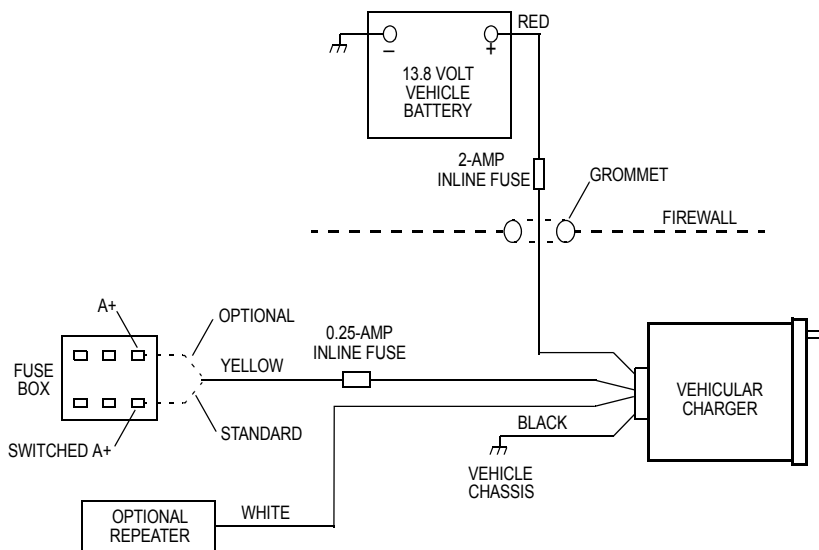 RED
–
+
13.8 VOLT
VEHICLE
BATTERY
2-AMP
INLINE FUSE
GROMMET
FIREWALL
A+
OPTIONAL
0.25-AMP
INLINE FUSE
FUSE
BOX
YELLOW
VEHICULAR
CHARGER
STANDARD
SWITCHED A+
BLACK
VEHICLE
CHASSIS
WHITE
OPTIONAL
REPEATER